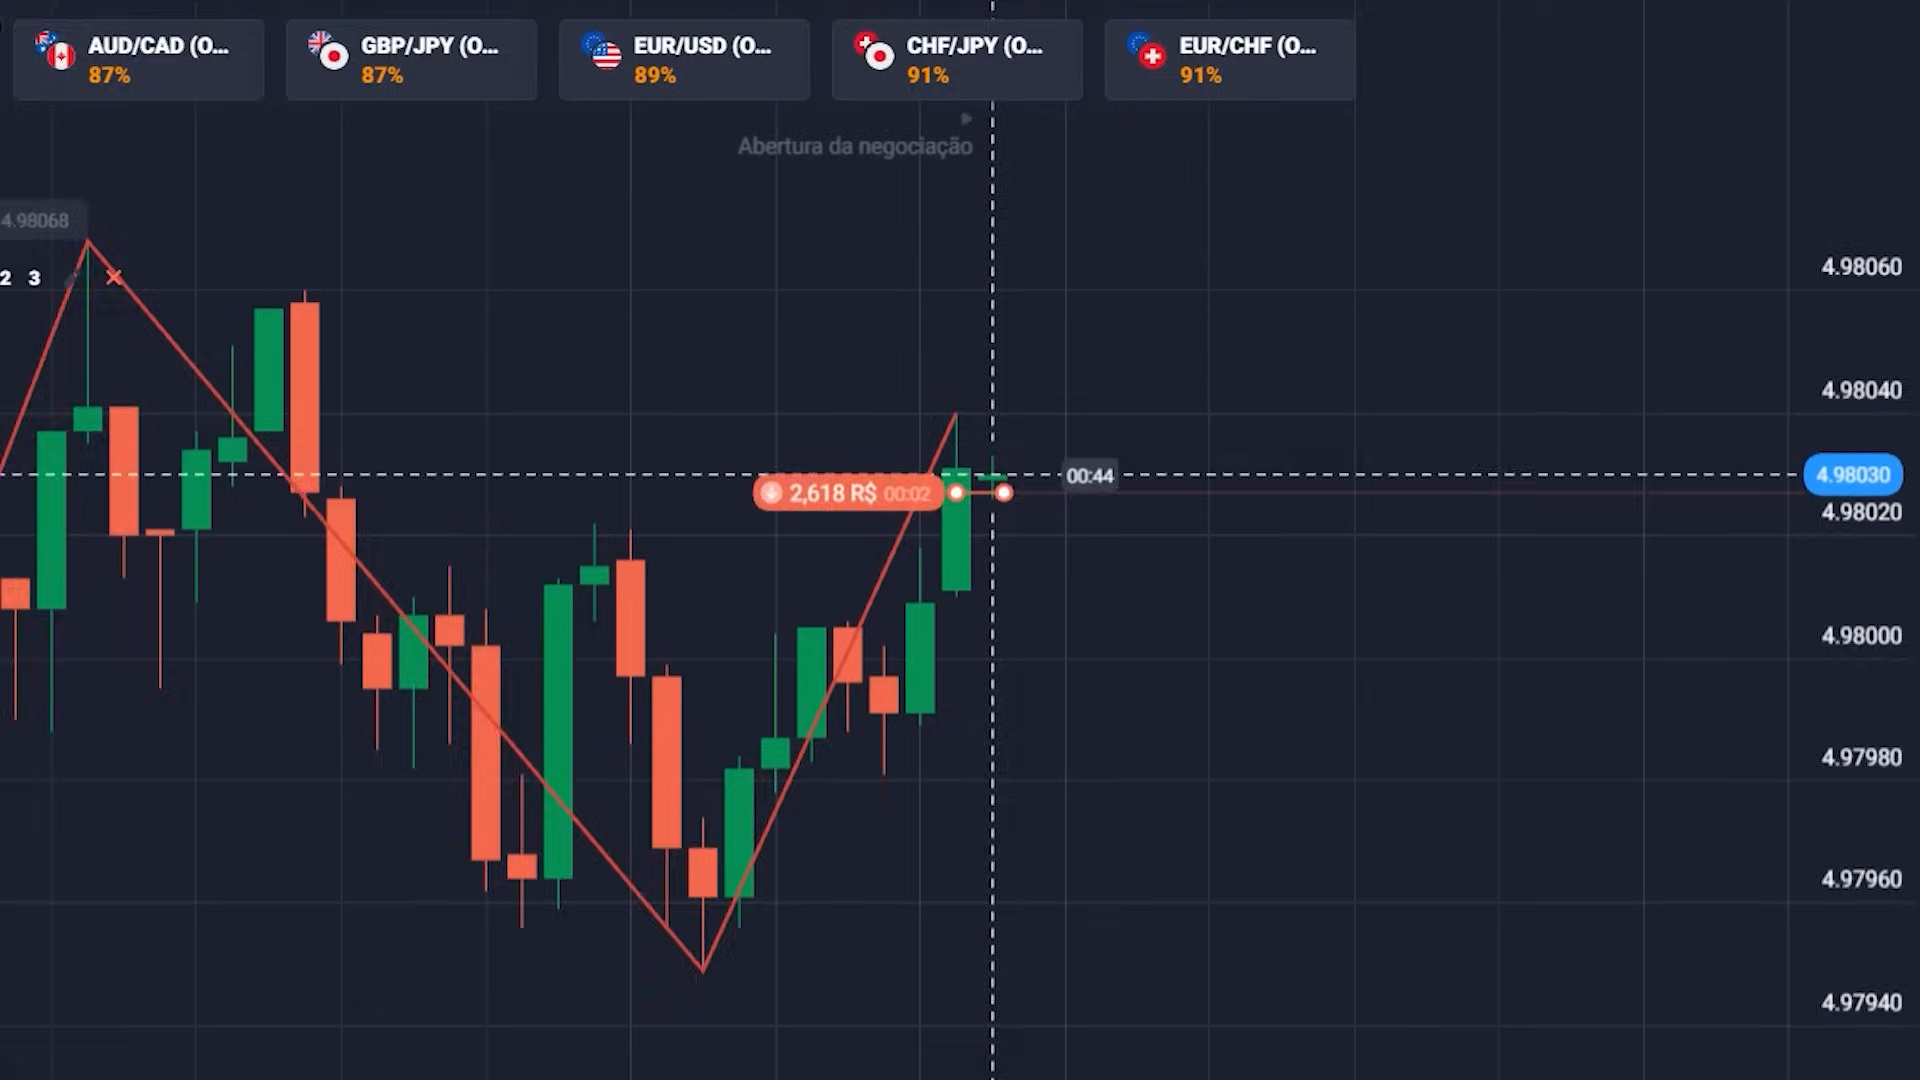 AUD/CAD (O...
87%
GBP/JPY (O...
87%
EUR/USD (O...
89%
CHF/JPY (O...
91%
EUR/CHF (O...
91%
Abertura da negociação
4.98068
2 3
4.98060
4.98040
00:44
4.98030
2,618 R$ 00:02
4.98020
4.98000
4.97980
4.97960
4.97940